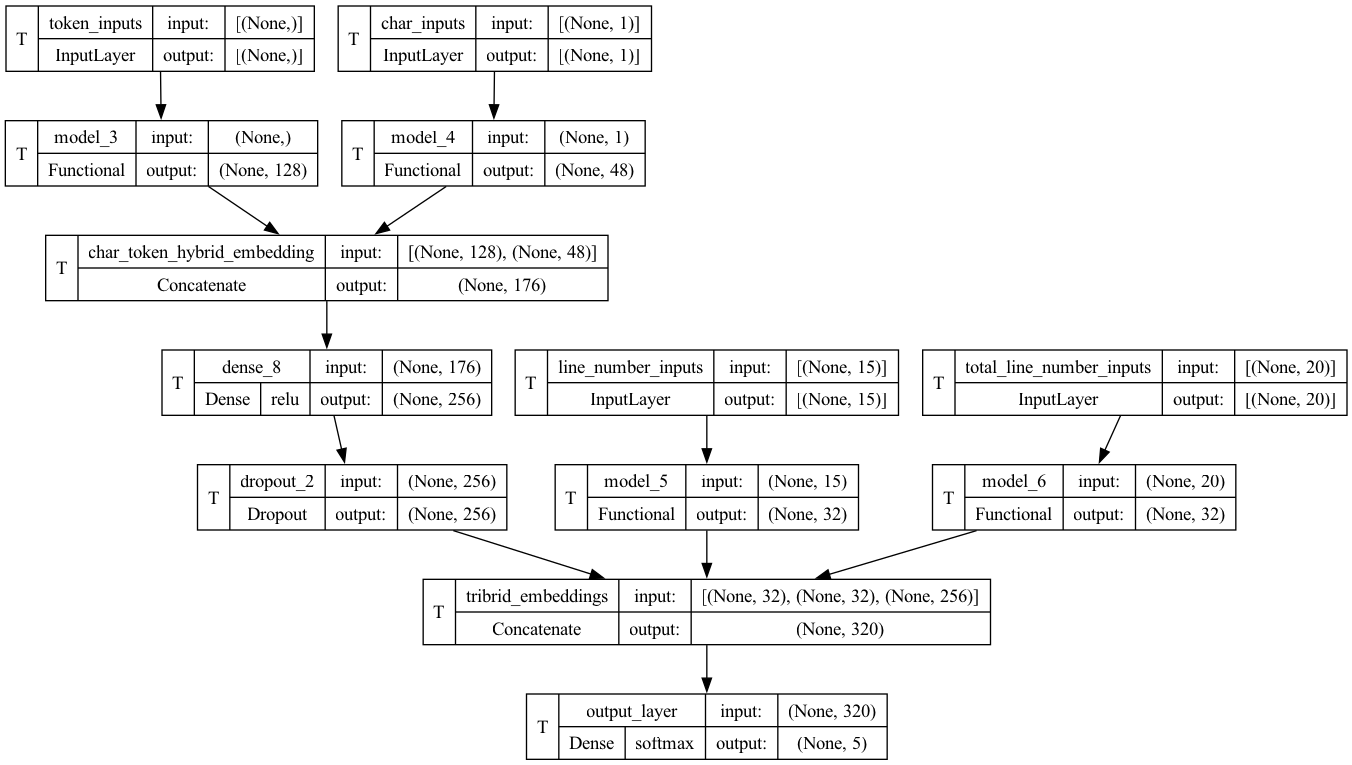 T token_inputs input: [(None,)]
InputLayer output: [(None,)]
T char_inputs input: [(None, 1)]
InputLayer output: [(None, 1)]
T model_3 input: (None,)
Functional output: (None, 128)
T model_4 input: (None, 1)
Functional output: (None, 48)
T char_token_hybrid_embedding input: [(None, 128), (None, 48)]
Concatenate output: (None, 176)
T dense_8 input: (None, 176)
Dense relu output: (None, 256)
T line_number_inputs input: [(None, 15)]
InputLayer output: [(None, 15)]
T total_line_number_inputs input: [(None, 20)]
InputLayer output: [(None, 20)]
T dropout_2 input: (None, 256)
Dropout output: (None, 256)
T model_5 input: (None, 15)
Functional output: (None, 32)
T model_6 input: (None, 20)
Functional output: (None, 32)
T tribrid_embeddings input: [(None, 32), (None, 32), (None, 256)]
Concatenate output: (None, 320)
T output_layer input: (None, 320)
Dense softmax output: (None, 5)